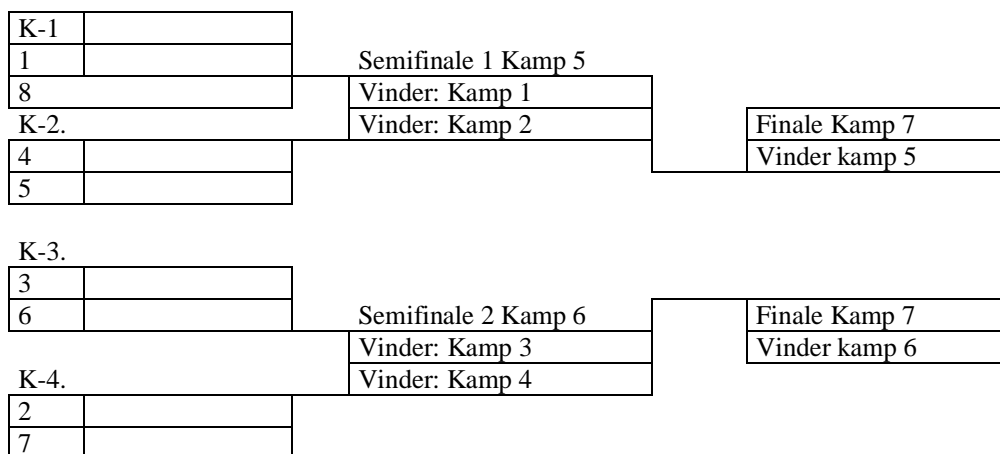 K-1
1
Semifinale 1 Kamp 5
8
Vinder: Kamp 1
K-2.
Vinder: Kamp 2
Finale Kamp 7
4
Vinder kamp 5
5
K-3.
3
6
Semifinale 2 Kamp 6
Finale Kamp 7
Vinder: Kamp 3
Vinder kamp 6
K-4.
Vinder: Kamp 4
2
7